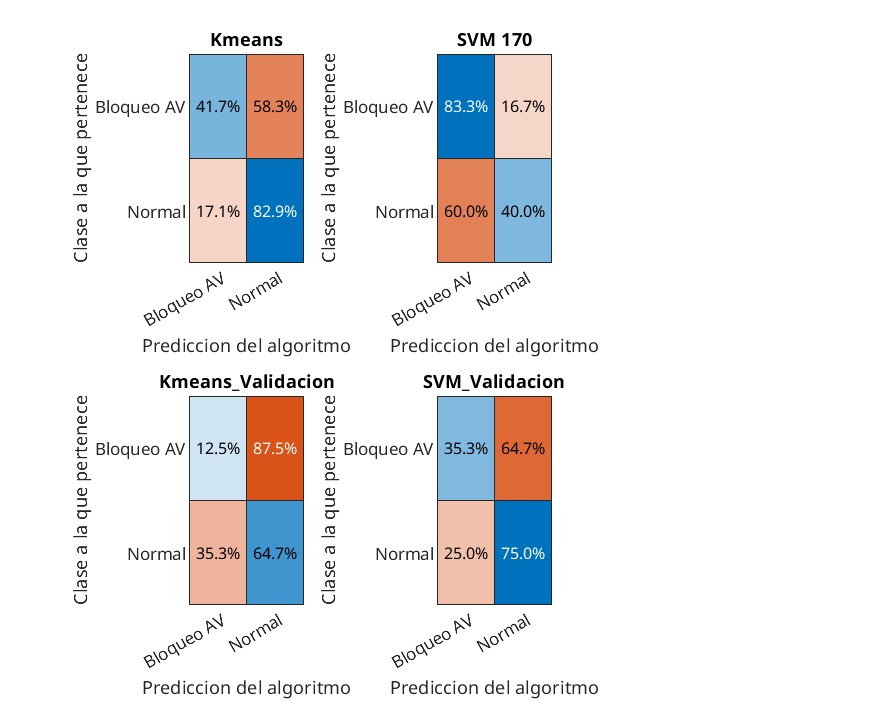 Kmeans
Clase a la que pertenece
Bloqueo AV
41.7% 58.3%
Normal
17.1% 82.9%
Bloqueo AV
Normal
Prediccion del algoritmo
SVM 170
Clase a la que pertenece
Bloqueo AV
83.3% 16.7%
Normal
60.0% 40.0%
Bloqueo AV
Normal
Prediccion del algoritmo
Kmeans_Validacion
Clase a la que pertenece
Bloqueo AV
12.5% 87.5%
Normal
35.3% 64.7%
Bloqueo AV
Normal
Prediccion del algoritmo
SVM_Validacion
Clase a la que pertenece
Bloqueo AV
35.3% 64.7%
Normal
25.0% 75.0%
Bloqueo AV
Normal
Prediccion del algoritmo